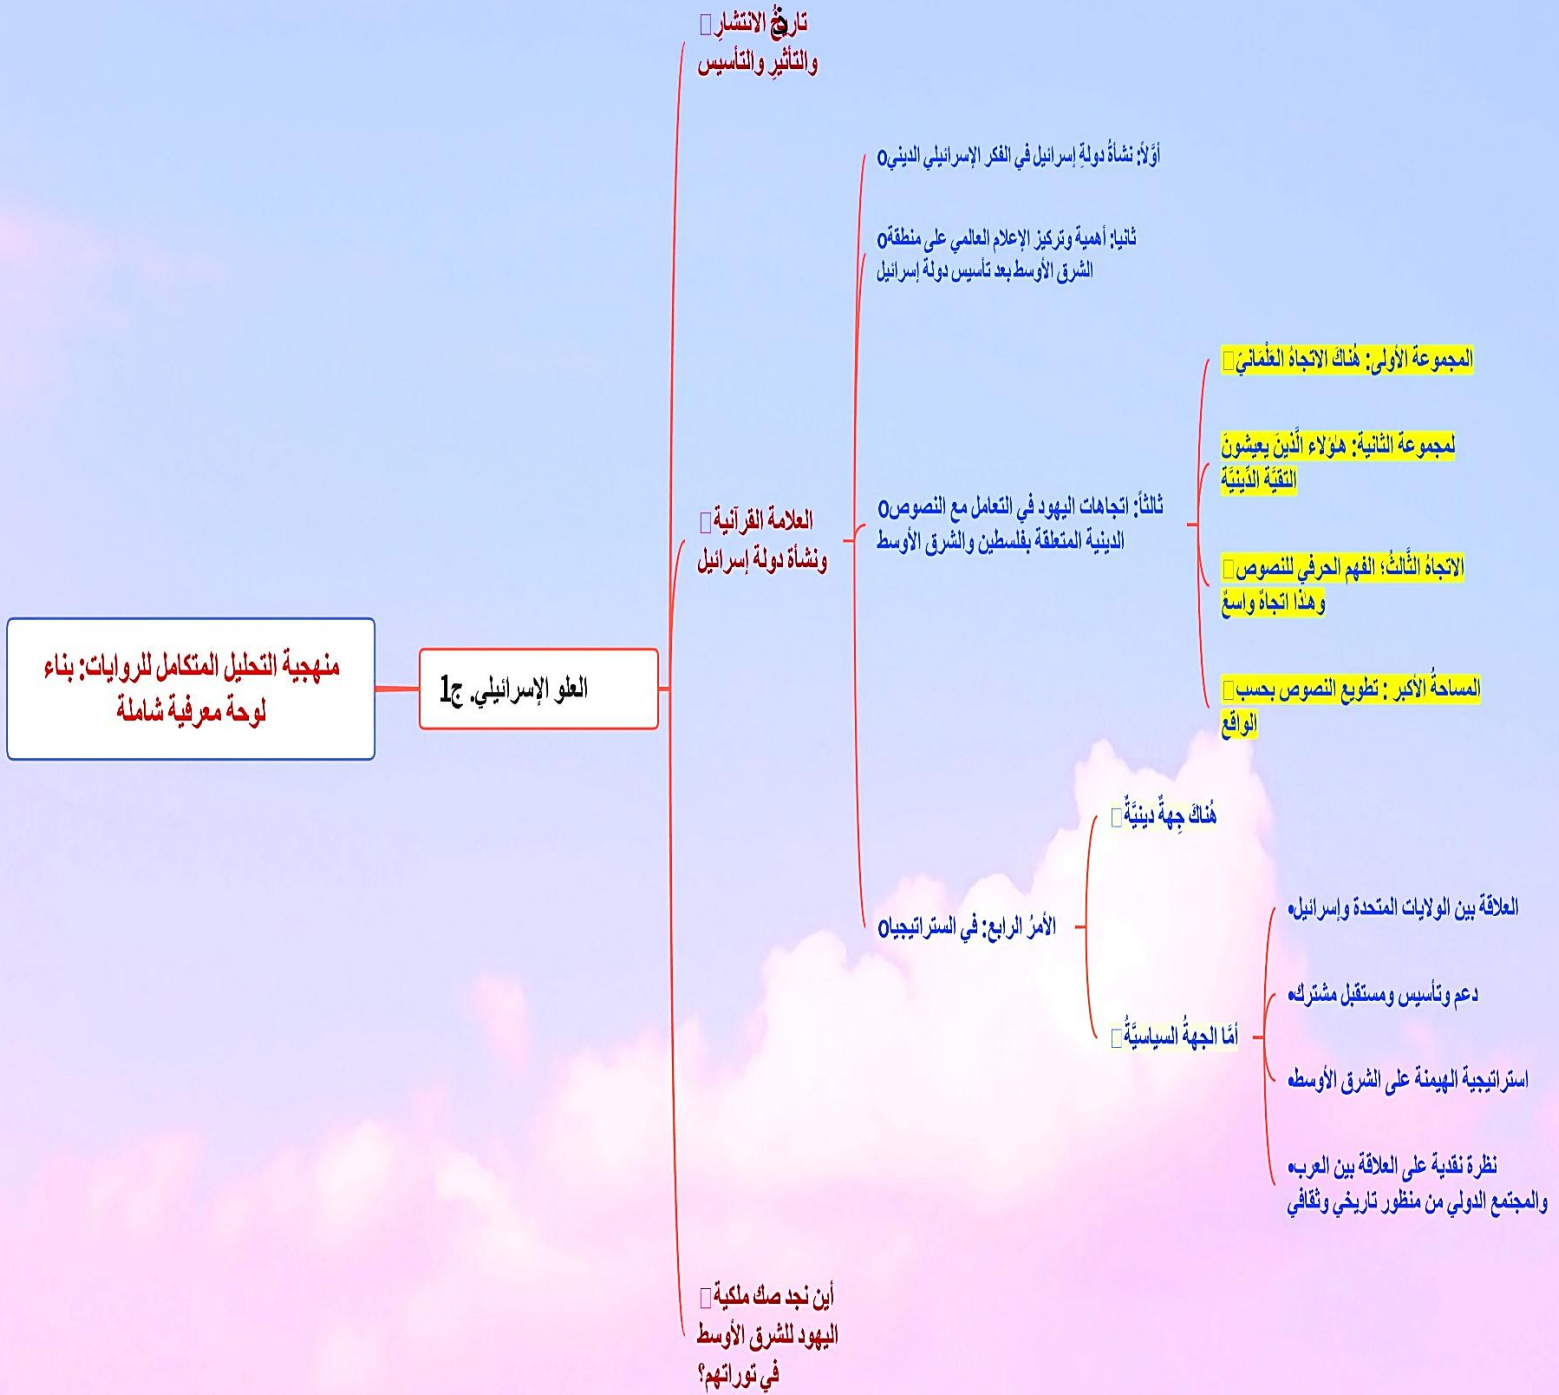 منهجية التحليل المتكامل للروايات: بناء
لوحة معرفية شاملة
العلو الإسرائيلي. ج1
تاريخُ الانتشارِ
والتأثيرِ والتأسيس
العلامة القرآنية
ونشأة دولة إسرائيل
أوَّلاً: نشأةُ دولةِ إسرائيل في الفكر الإسرائيلي الديني
ثانيا: أهمية وتركيز الإعلام العالمي على منطقة
الشرق الأوسط بعد تأسيس دولة إسرائيل
ثالثاً: اتجاهات اليهود في التعامل مع النصوص
الدينية المتعلقة بفلسطين والشرق الأوسط
المجموعة الأولى: هُناكَ الاتجاهُ العَلْمَانيّ
لمجموعة الثانية: هؤلاء الَّذينَ يعيشونَ
التقيَّة الدِّينيَّة
الاتجاهُ الثَّالثُ؛ الفهم الحرفي للنصوص
وهذا اتجاهٌ واسعٌ
المساحةُ الأكبر : تطويع النصوص بحسب
الواقع
الأمرُ الرابع: في الستراتيجيا
هُناكَ جِهةٌ دينيَّةٌ
أمَّا الجهةُ السياسيَّةُ
•العلاقة بين الولايات المتحدة وإسرائيل
•دعم وتأسيس ومستقبل مشترك
•استراتيجية الهيمنة على الشرق الأوسط
•نظرة نقدية على العلاقة بين العرب
والمجتمع الدولي من منظور تاريخي وثقافي
أين نجد صك ملكية
اليهود للشرق الأوسط
في توراتهم؟